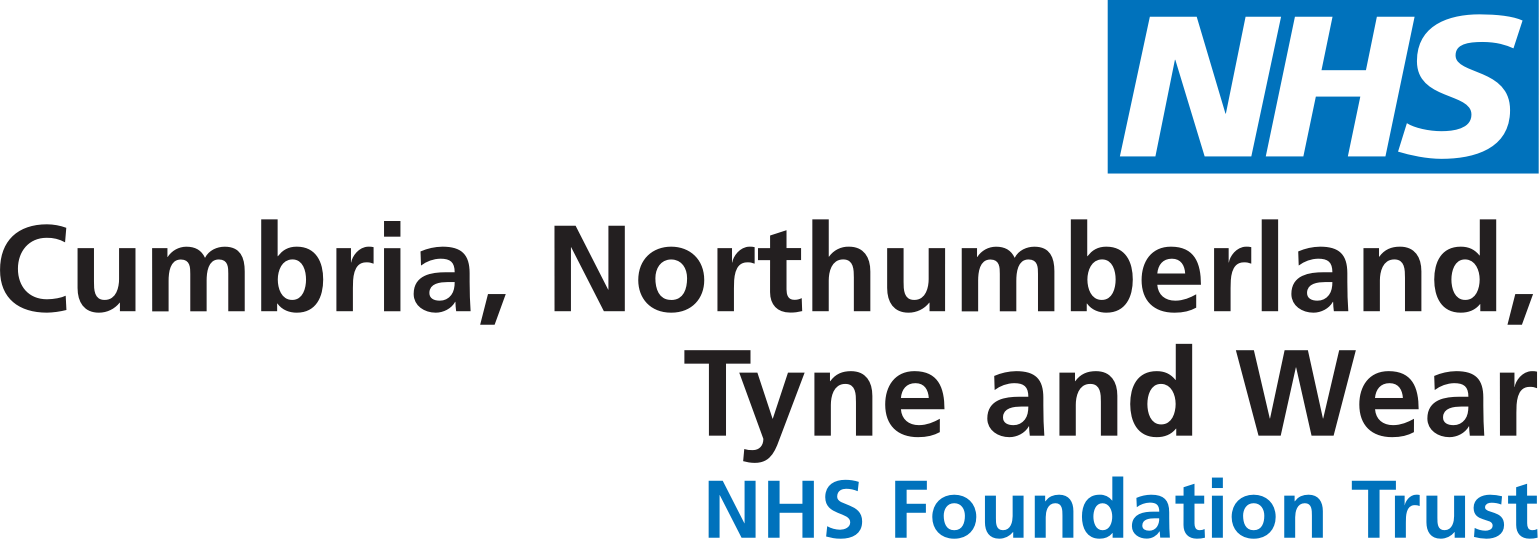 NHS
Cumbria, Northumberland,
Tyne and Wear
NHS Foundation Trust